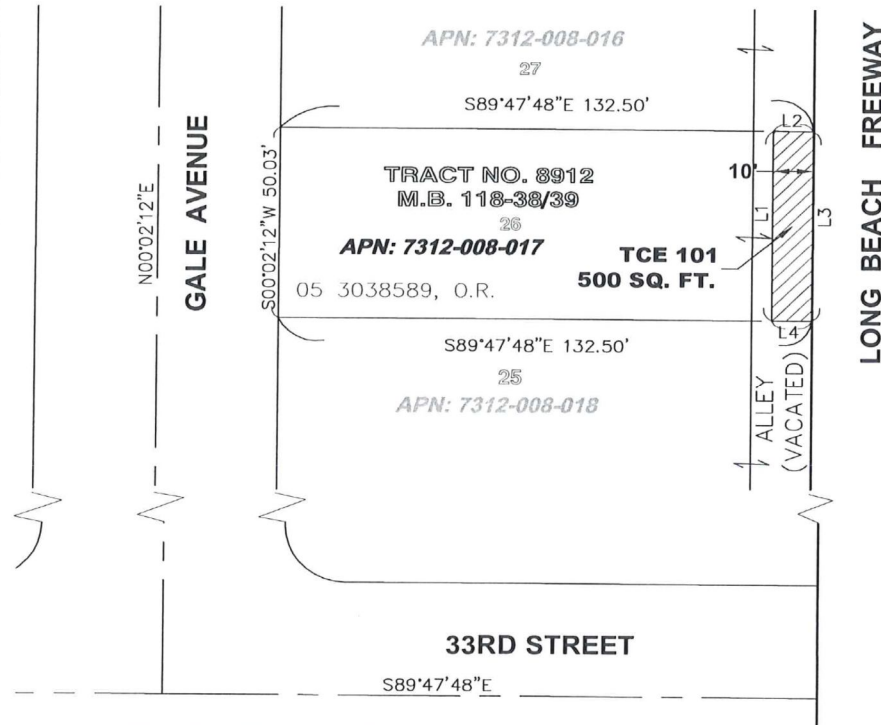 APN: 7312-008-016
27
S89°47'48"E 132.50'
L2
TRACT NO. 8912
M.B. 118-38/39
26
APN: 7312-008-017
05 3038589, O.R.
10'
L1
L3
TCE 101
500 SQ. FT.
L4
N00°02'12"E
GALE AVENUE
S00°02'12"W 50.03'
LONG BEACH FREEWAY
S89°47'48"E 132.50'
25
APN: 7312-008-018
ALLEY
(VACATED)
33RD STREET
S89°47'48"E